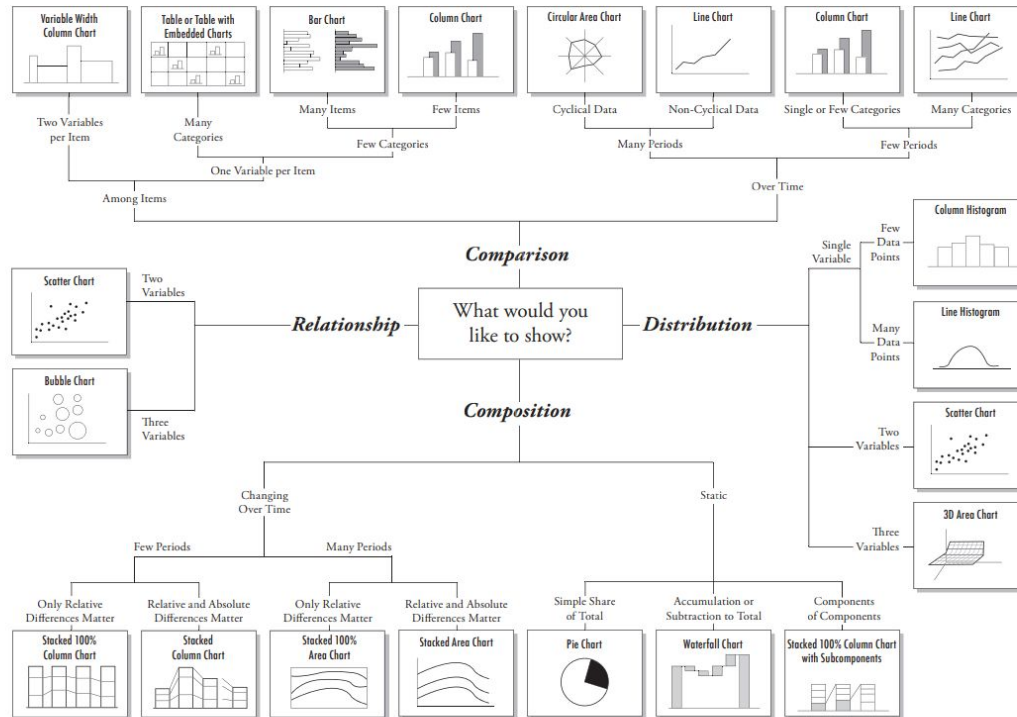 Variable Width
Column Chart
Table or Table with
Embedded Charts
Bar Chart
Column Chart
Circular Area Chart
Line Chart
Column Chart
Line Chart
Two Variables
per Item
Many
Categories
Many Items
Few Items
Cyclical Data
Non-Cyclical Data
Single or Few Categories
Many Categories
Few Categories
Many Periods
Few Periods
One Variable per Item
Among Items
Over Time
Comparison
What would you
like to show?
Relationship
Two
Variables
Scatter Chart
Three
Variables
Bubble Chart
Distribution
Single
Variable
Few
Data
Points
Column Histogram
Many
Data
Points
Line Histogram
Two
Variables
Scatter Chart
Three
Variables
3D Area Chart
Composition
Changing
Over Time
Static
Few Periods
Many Periods
Only Relative
Differences Matter
Relative and Absolute
Differences Matter
Only Relative
Differences Matter
Relative and Absolute
Differences Matter
Simple Share
of Total
Accumulation or
Subtraction to Total
Components
of Components
Stacked 100%
Column Chart
Stacked
Column Chart
Stacked 100%
Area Chart
Stacked Area Chart
Pie Chart
Waterfall Chart
Stacked 100% Column Chart
with Subcomponents